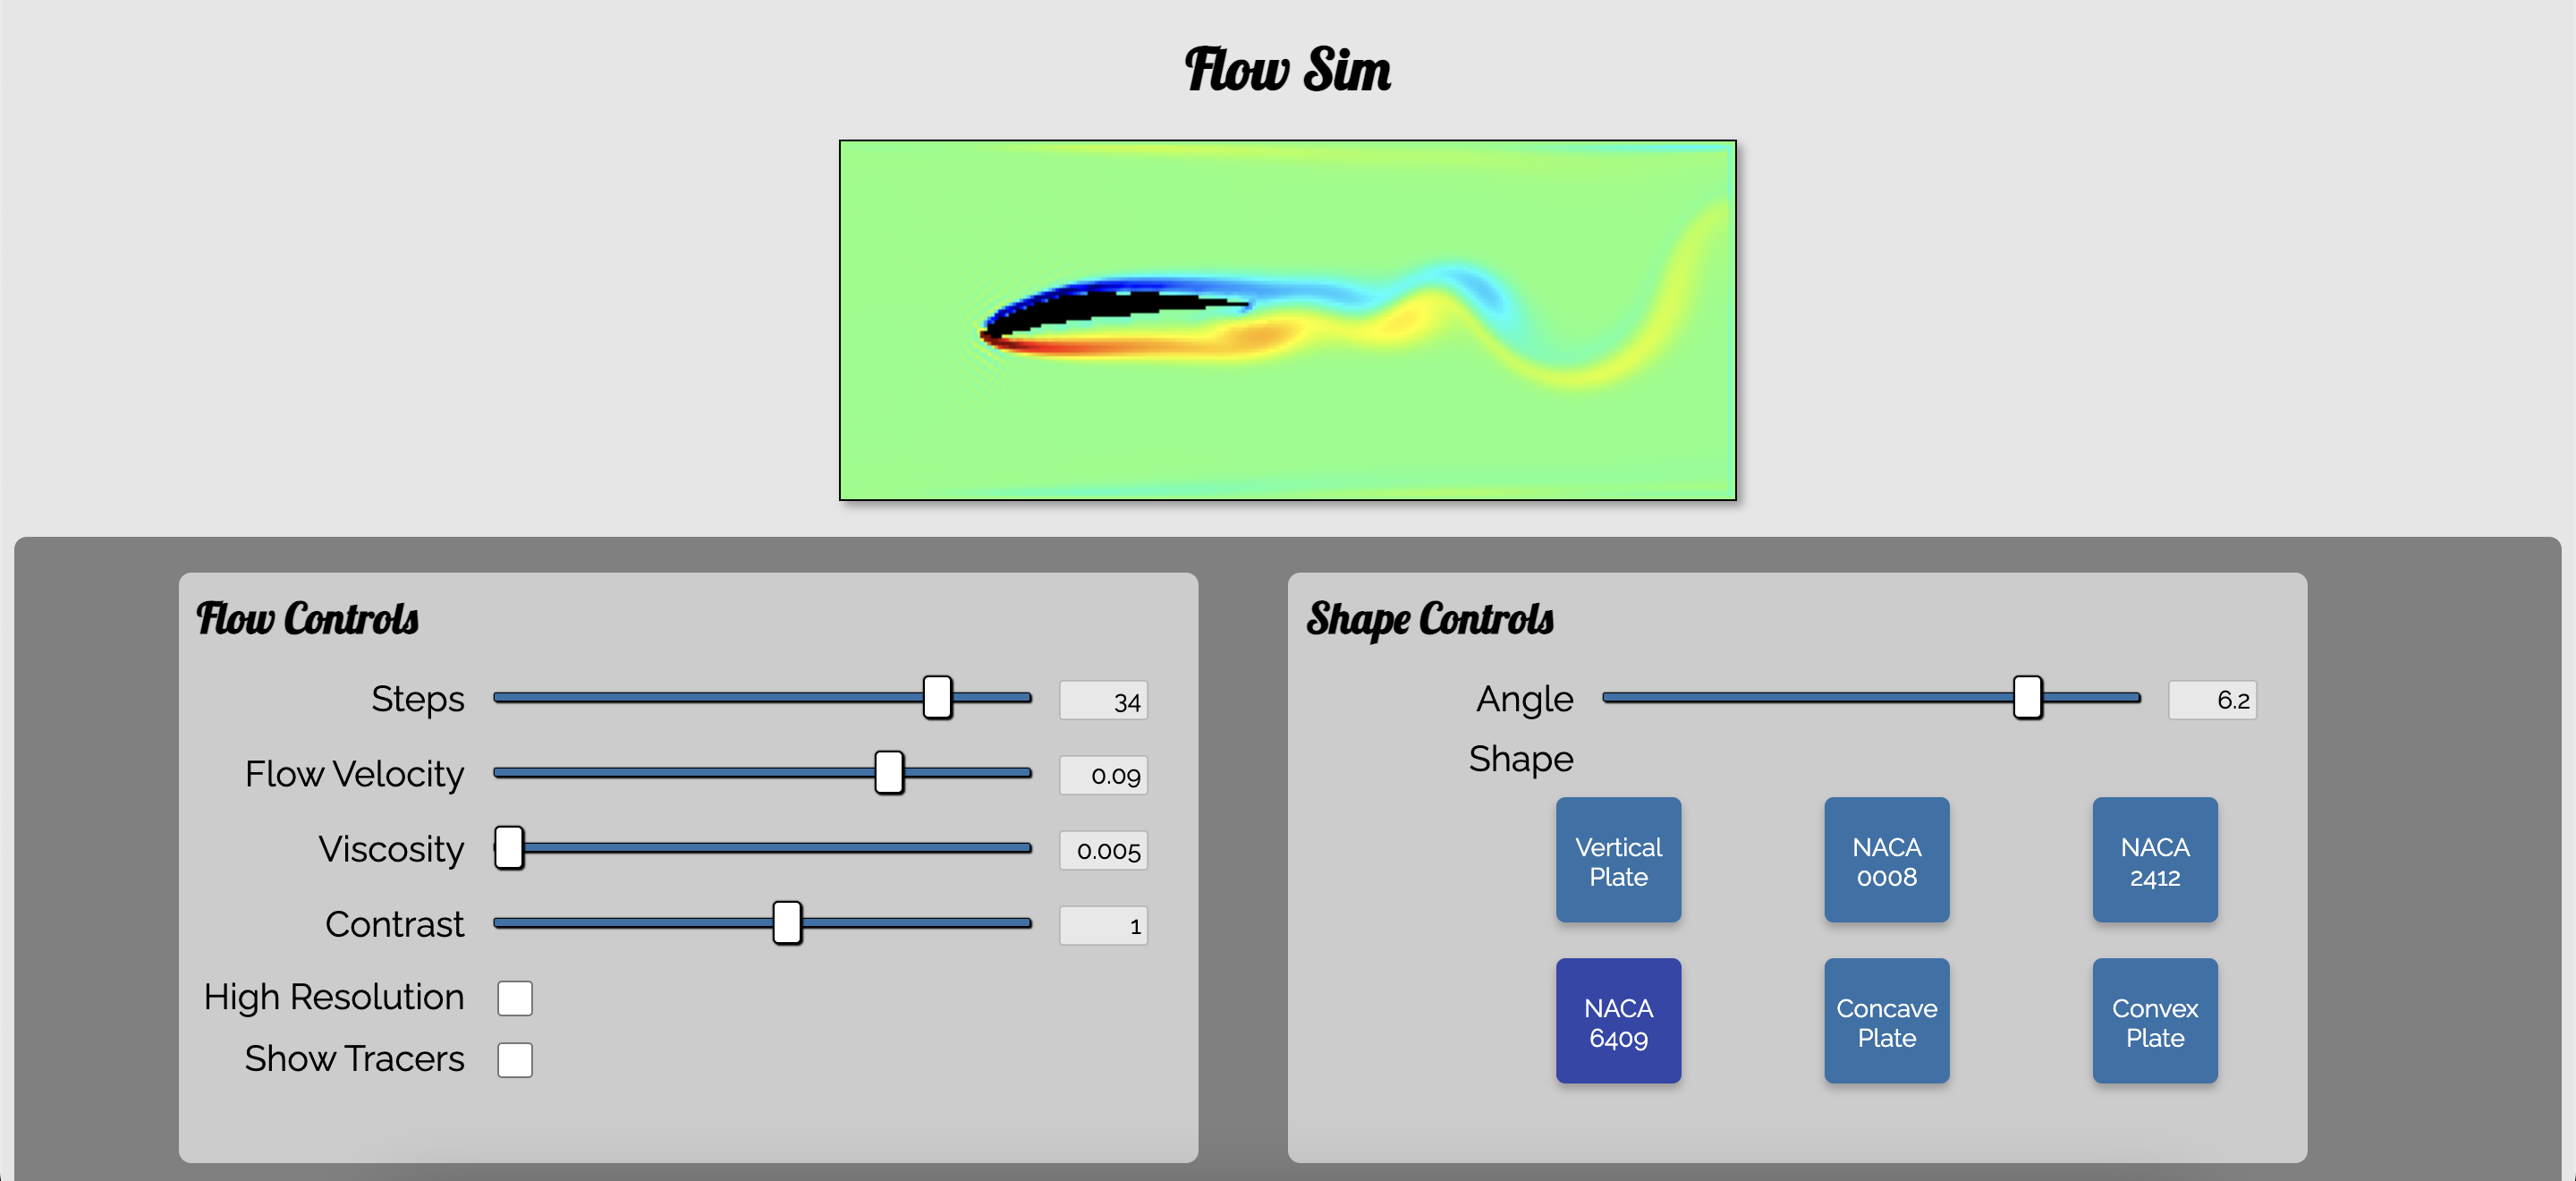 Flow Sim
Flow Controls
Steps
34
Flow Velocity
0.09
Viscosity
0.005
Contrast
1
High Resolution
Show Tracers
Shape Controls
Angle
6.2
Shape
Vertical
Plate
NACA
0008
NACA
2412
NACA
6409
Concave
Plate
Convex
Plate